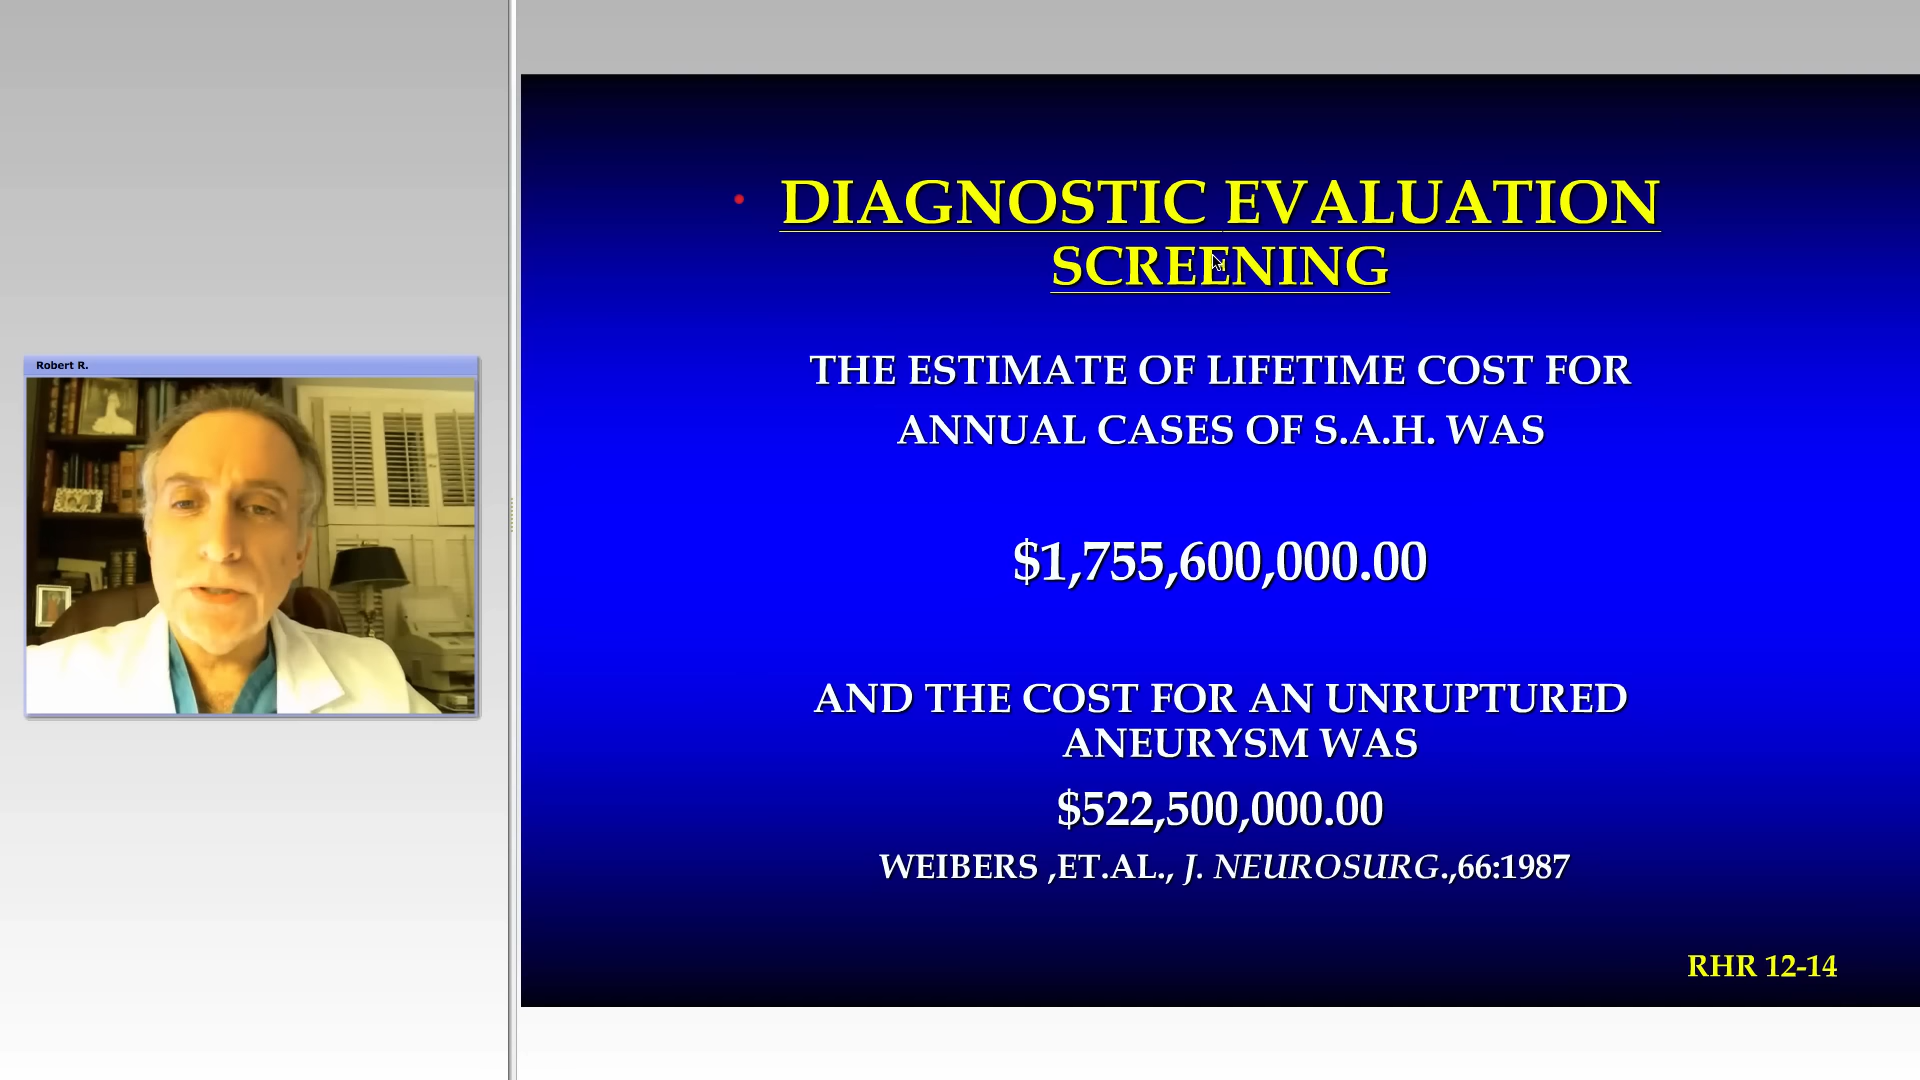 Robert R.
• DIAGNOSTIC EVALUATION
SCREENING
THE ESTIMATE OF LIFETIME COST FOR
ANNUAL CASES OF S.A.H. WAS
$1,755,600,000.00
AND THE COST FOR AN UNRUPTURED
ANEURYSM WAS
$522,500,000.00
WEIBERS ,ET.AL., J. NEUROSURG.,66:1987
RHR 12-14